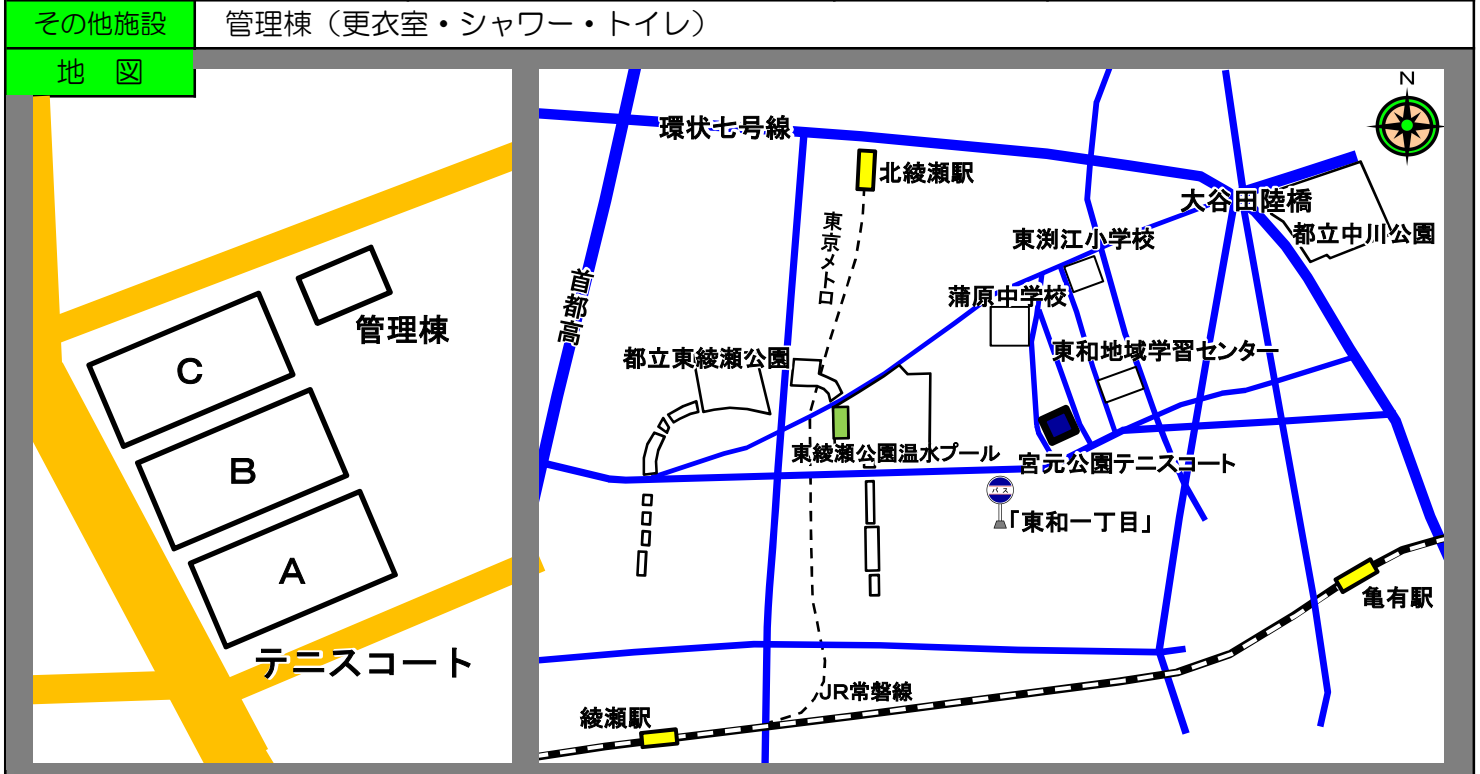 その他施設
管理棟（更衣室・シャワー・トイレ）
地 図
管理棟
C
B
A
テニスコート
N
環状七号線
北綾瀬駅
大谷田陸橋
都立中川公園
東京メトロ
東渕江小学校
首都高
蒲原中学校
都立東綾瀬公園
東和地域学習センター
東綾瀬公園温水プール
宮元公園テニスコート
バス
「東和一丁目」
亀有駅
JR常磐線
綾瀬駅